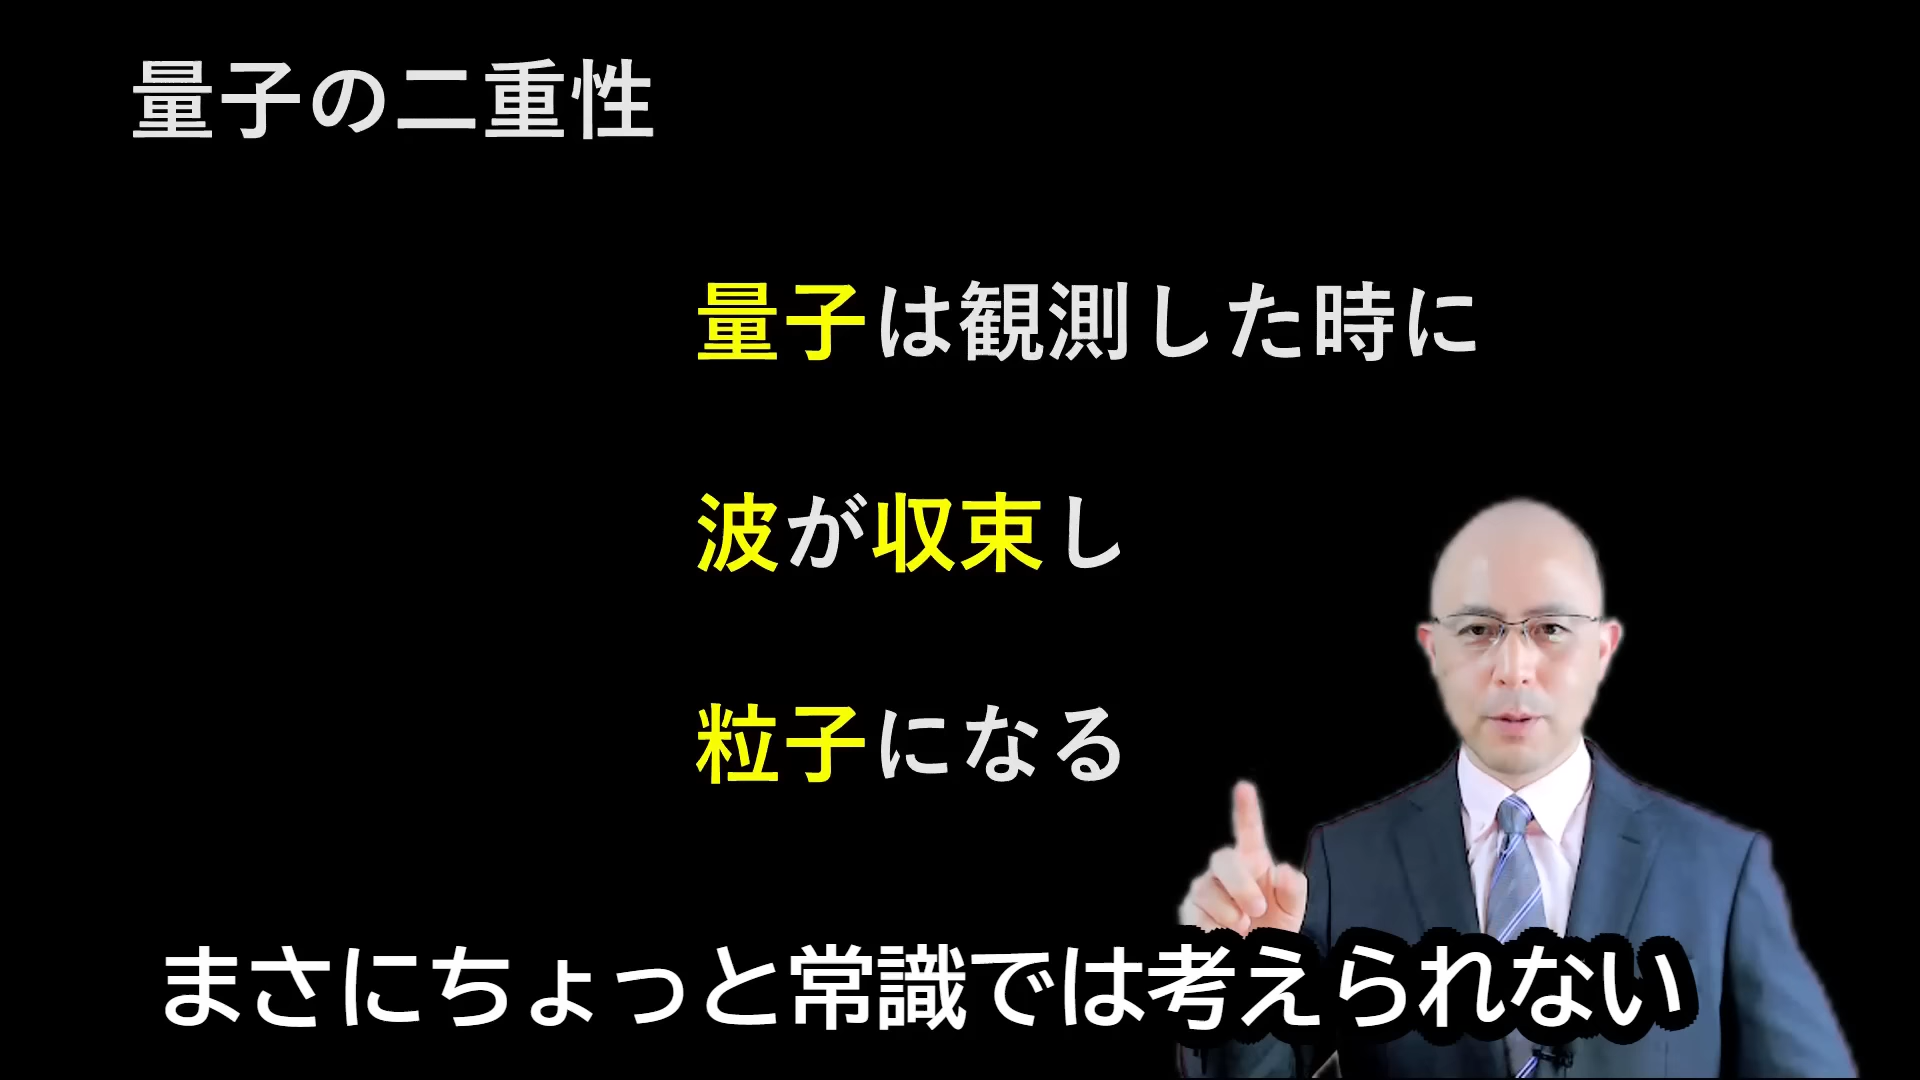 量子の二重性
量子は観測した時に
波が収束し
粒子になる
まさにちょっと常識では考えられない